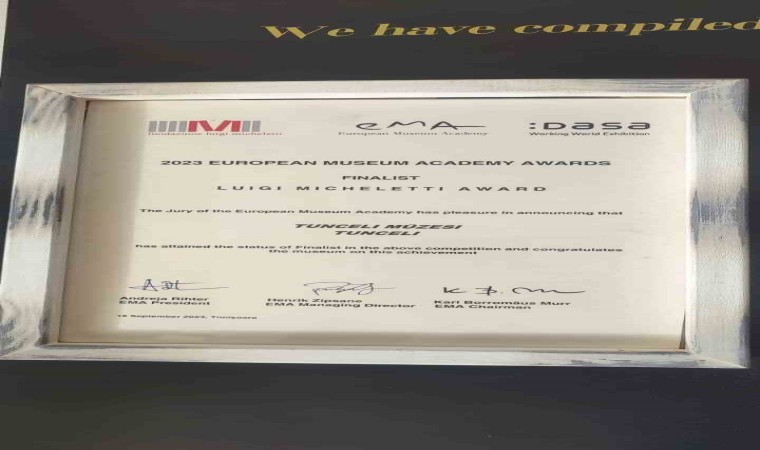 We have compiled
fondazione luigi micheletti
eMA
European Museum Academy
:Dasa
Working World Exhibition
2023 EUROPEAN MUSEUM ACADEMY AWARDS
FINALIST
LUIGI MICHELETTI AWARD
The Jury of the European Museum Academy has pleasure in announcing that
TUNCELI MÜZESI
TUNCELI
has attained the status of Finalist in the above competition and congratulates
the museum on this achievement
Andreja Rihter
EMA President
Henrik Zipsane
EMA Managing Director
Karl Borromäus Murr
EMA Chairman
September 2023,